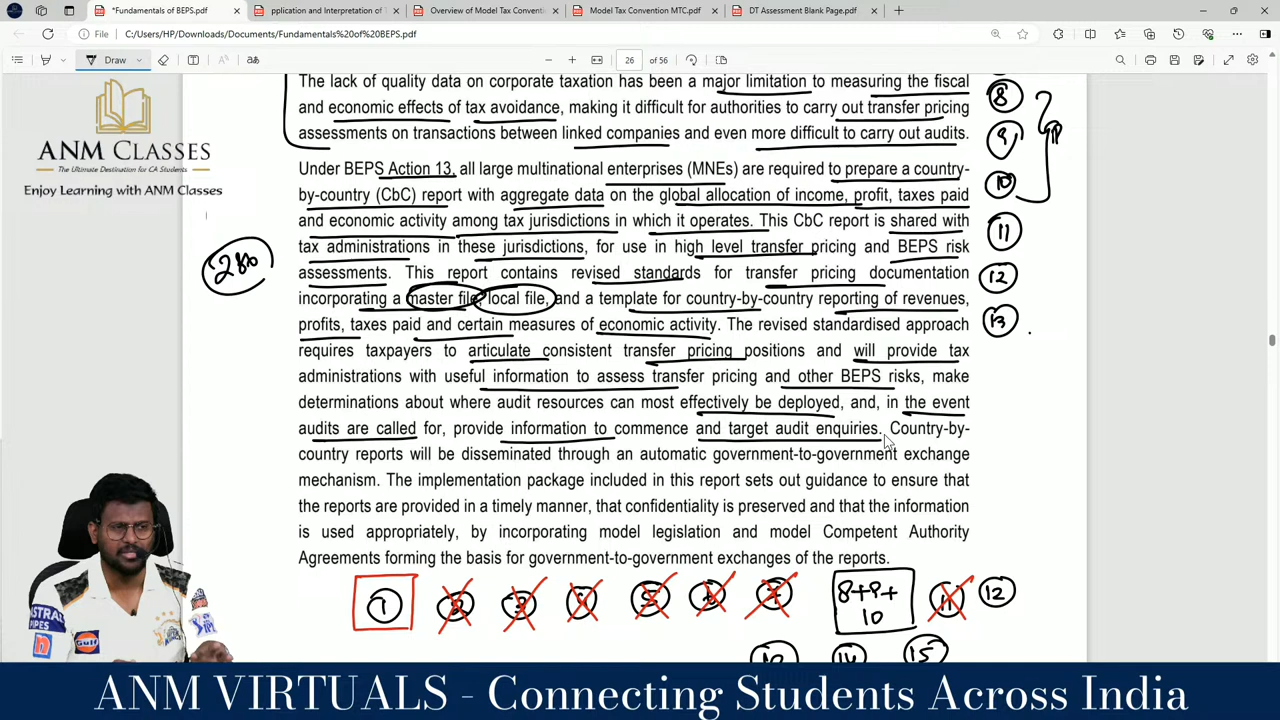 *Fundamentals of BEPS.pdf
pplication and Interpretation of T
Overview of Model Tax Conventi
Model Tax Convention MTC.pdf
DT Assessment Blank Page.pdf
File
C:/Users/HP/Downloads/Documents/Fundamentals%20of%20BEPS.pdf
Draw
26 of 56
ANM CLASSES
The Ultimate Destination for CA Students
Enjoy Learning with ANM Classes
The lack of quality data on corporate taxation has been a major limitation to measuring the fiscal
and economic effects of tax avoidance, making it difficult for authorities to carry out transfer pricing
assessments on transactions between linked companies and even more difficult to carry out audits.
Under BEPS Action 13, all large multinational enterprises (MNEs) are required to prepare a country-
by-country (CbC) report with aggregate data on the global allocation of income, profit, taxes paid
and economic activity among tax jurisdictions in which it operates. This CbC report is shared with
tax administrations in these jurisdictions, for use in high level transfer pricing and BEPS risk
assessments. This report contains revised standards for transfer pricing documentation
incorporating a master file, local file, and a template for country-by-country reporting of revenues,
profits, taxes paid and certain measures of economic activity. The revised standardised approach
requires taxpayers to articulate consistent transfer pricing positions and will provide tax
administrations with useful information to assess transfer pricing and other BEPS risks, make
determinations about where audit resources can most effectively be deployed, and, in the event
audits are called for, provide information to commence and target audit enquiries. Country-by-
country reports will be disseminated through an automatic government-to-government exchange
mechanism. The implementation package included in this report sets out guidance to ensure that
the reports are provided in a timely manner, that confidentiality is preserved and that the information
is used appropriately, by incorporating model legislation and model Competent Authority
Agreements forming the basis for government-to-government exchanges of the reports.
8
9
10
11
12
13
1 2 3 4 5 6 7 8+9+ 11 12
10
14 15
Gulf
ANM VIRTUALS - Connecting Students Across India